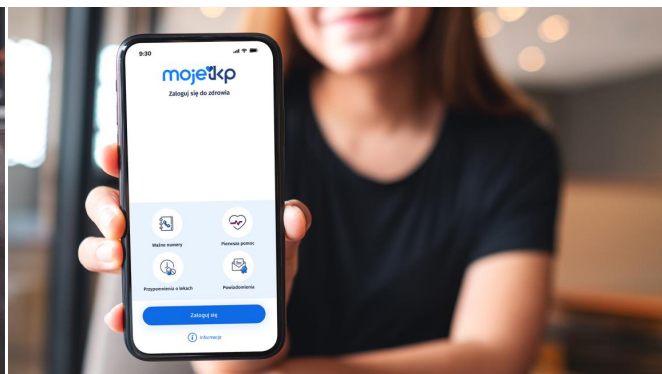 9:30
mojeikp
Zaloguj się do zdrowia
Ważne numery
Pierwsza pomoc
Przypomnienia o lekach
Powiadomienia
Zaloguj się
Informacje